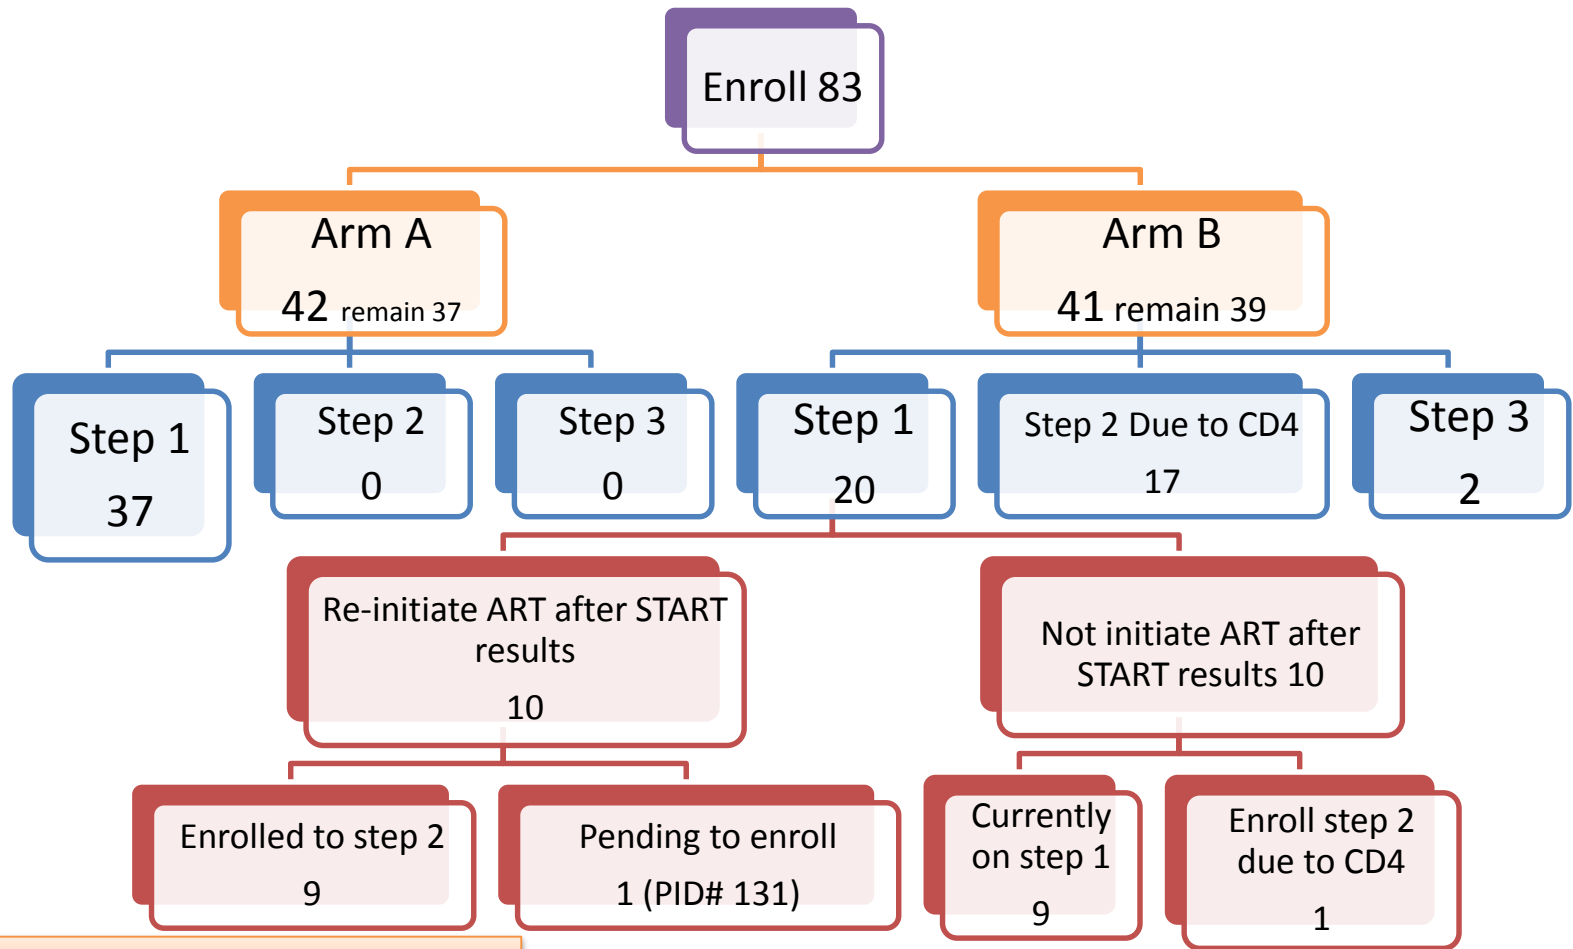 Enroll 83
Arm A
42 remain 37
Arm B
41 remain 39
Step 1
37
Step 2
0
Step 3
0
Step 1
20
Step 2 Due to CD4
17
Step 3
2
Re-initiate ART after START
results
10
Not initiate ART after
START results 10
Enrolled to step 2
9
Pending to enroll
1 (PID# 131)
Currently
on step 1
9
Enroll step 2
due to CD4
1